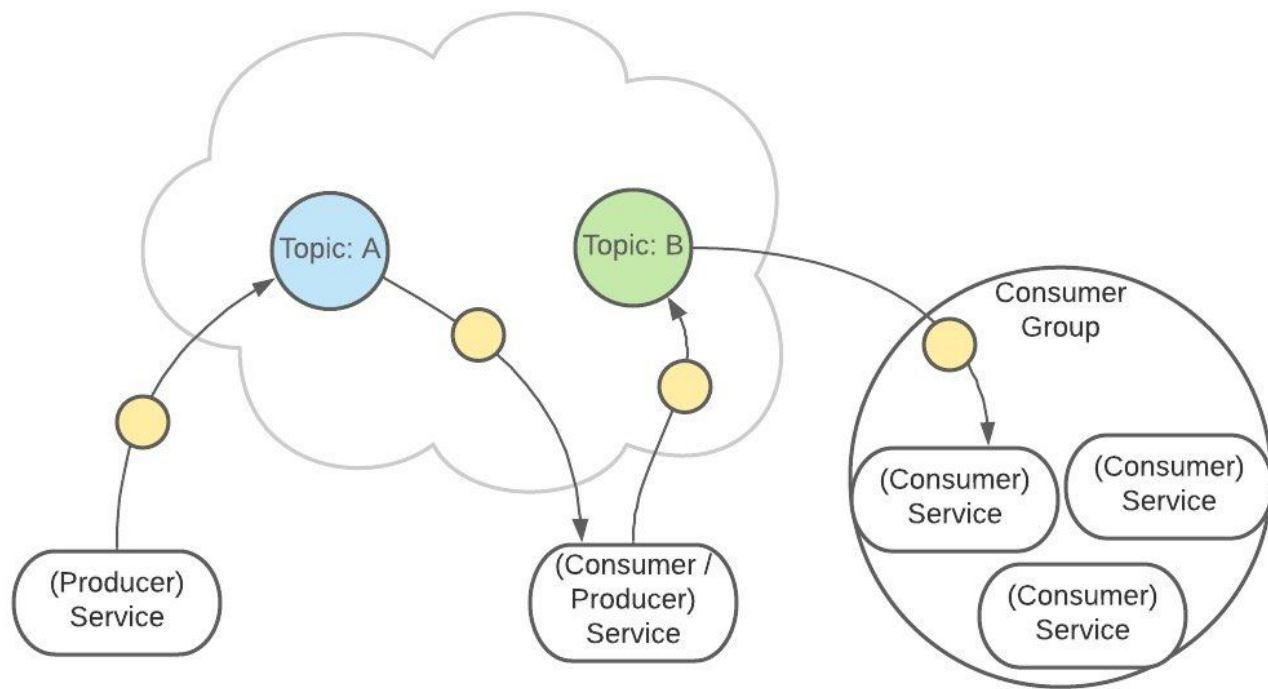 Topic: A
Topic: B
Consumer
Group
(Producer)
Service
(Consumer /
Producer)
Service
(Consumer)
Service
(Consumer)
Service
(Consumer)
Service